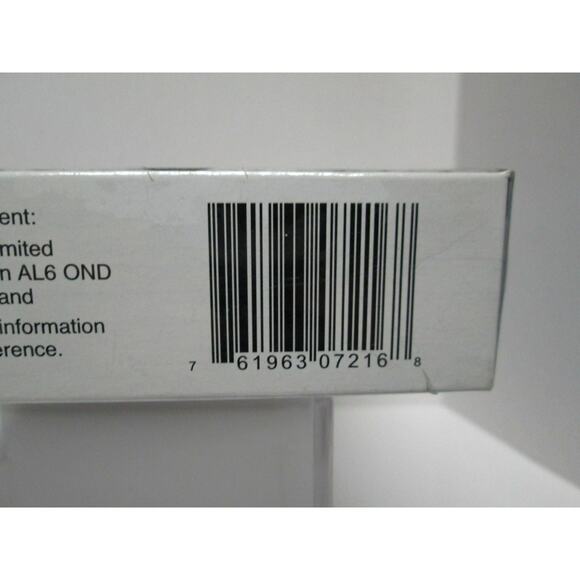 ent:
mited
n AL6 OND
and
information
erence.
7 61963 07216 8